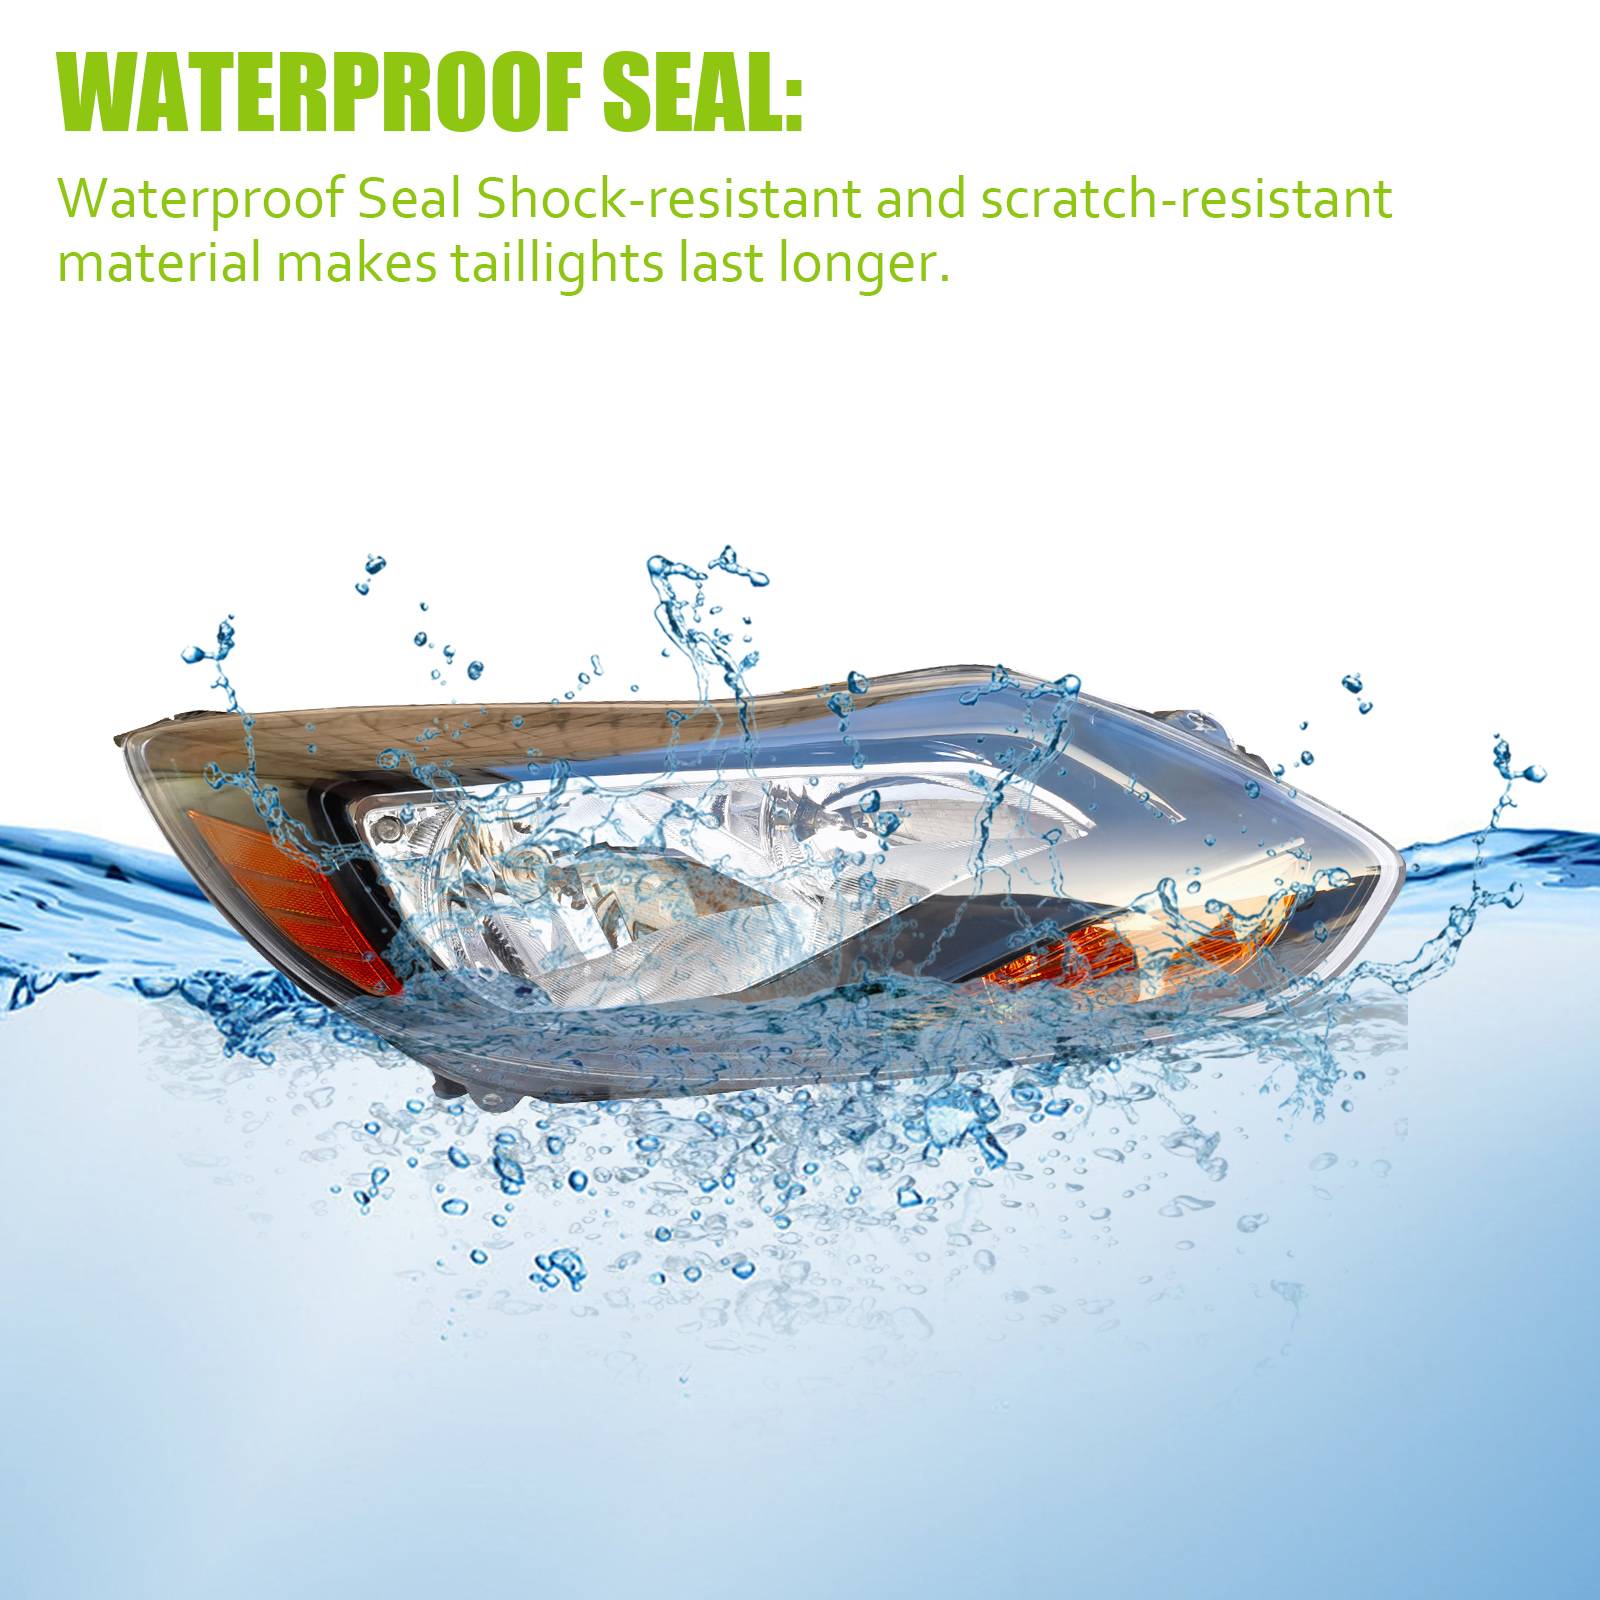 WATERPROOF SEAL:
Waterproof Seal Shock-resistant and scratch-resistant
material makes taillights last longer.